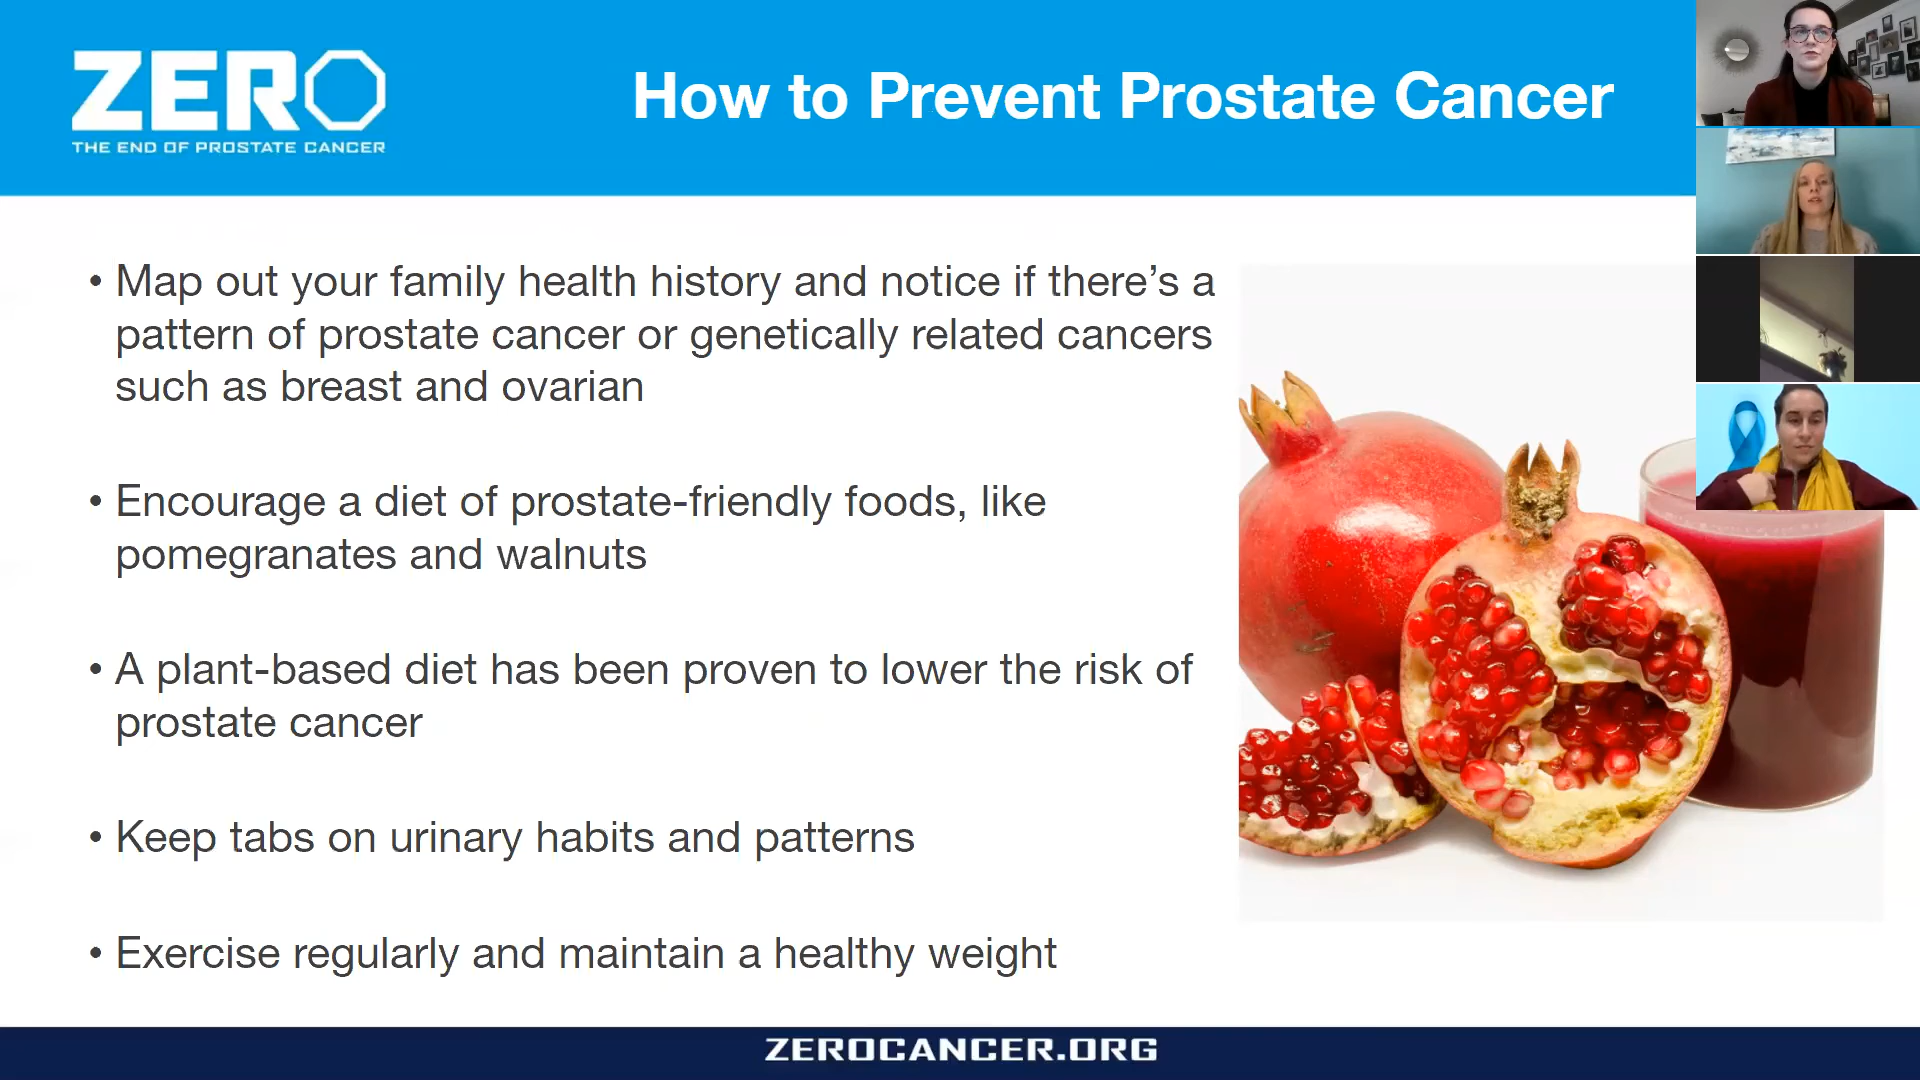 ZERO
THE END OF PROSTATE CANCER
How to Prevent Prostate Cancer
• Map out your family health history and notice if there’s a
pattern of prostate cancer or genetically related cancers
such as breast and ovarian
• Encourage a diet of prostate-friendly foods, like
pomegranates and walnuts
• A plant-based diet has been proven to lower the risk of
prostate cancer
• Keep tabs on urinary habits and patterns
• Exercise regularly and maintain a healthy weight
ZEROCANCER.ORG